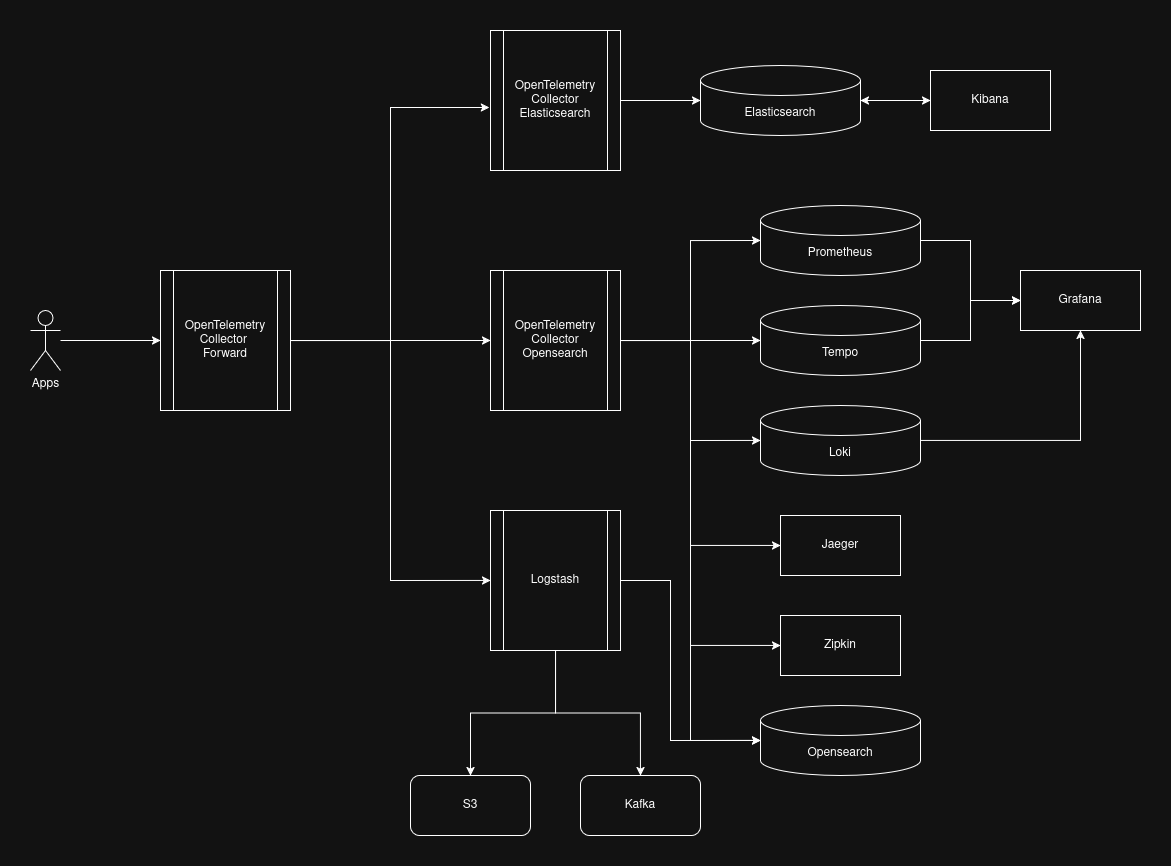 OpenTelemetry
Collector
Elasticsearch
Elasticsearch
Kibana
Prometheus
Grafana
OpenTelemetry
Collector
Forward
OpenTelemetry
Collector
Opensearch
Tempo
Apps
Loki
Jaeger
Logstash
Zipkin
Opensearch
S3
Kafka